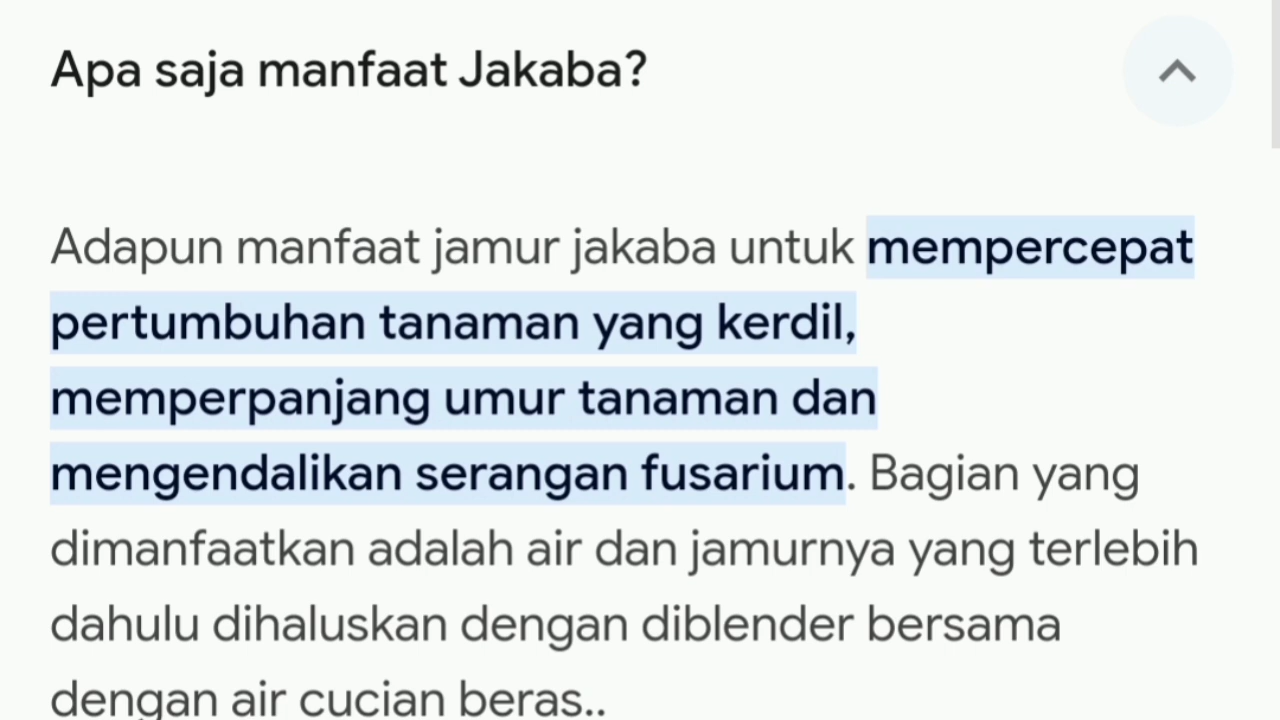 Apa saja manfaat Jakaba?
Adapun manfaat jamur jakaba untuk mempercepat
pertumbuhan tanaman yang kerdil,
memperpanjang umur tanaman dan
mengendalikan serangan fusarium. Bagian yang
dimanfaatkan adalah air dan jamurnya yang terlebih
dahulu dihaluskan dengan diblender bersama
dengan air cucian beras..